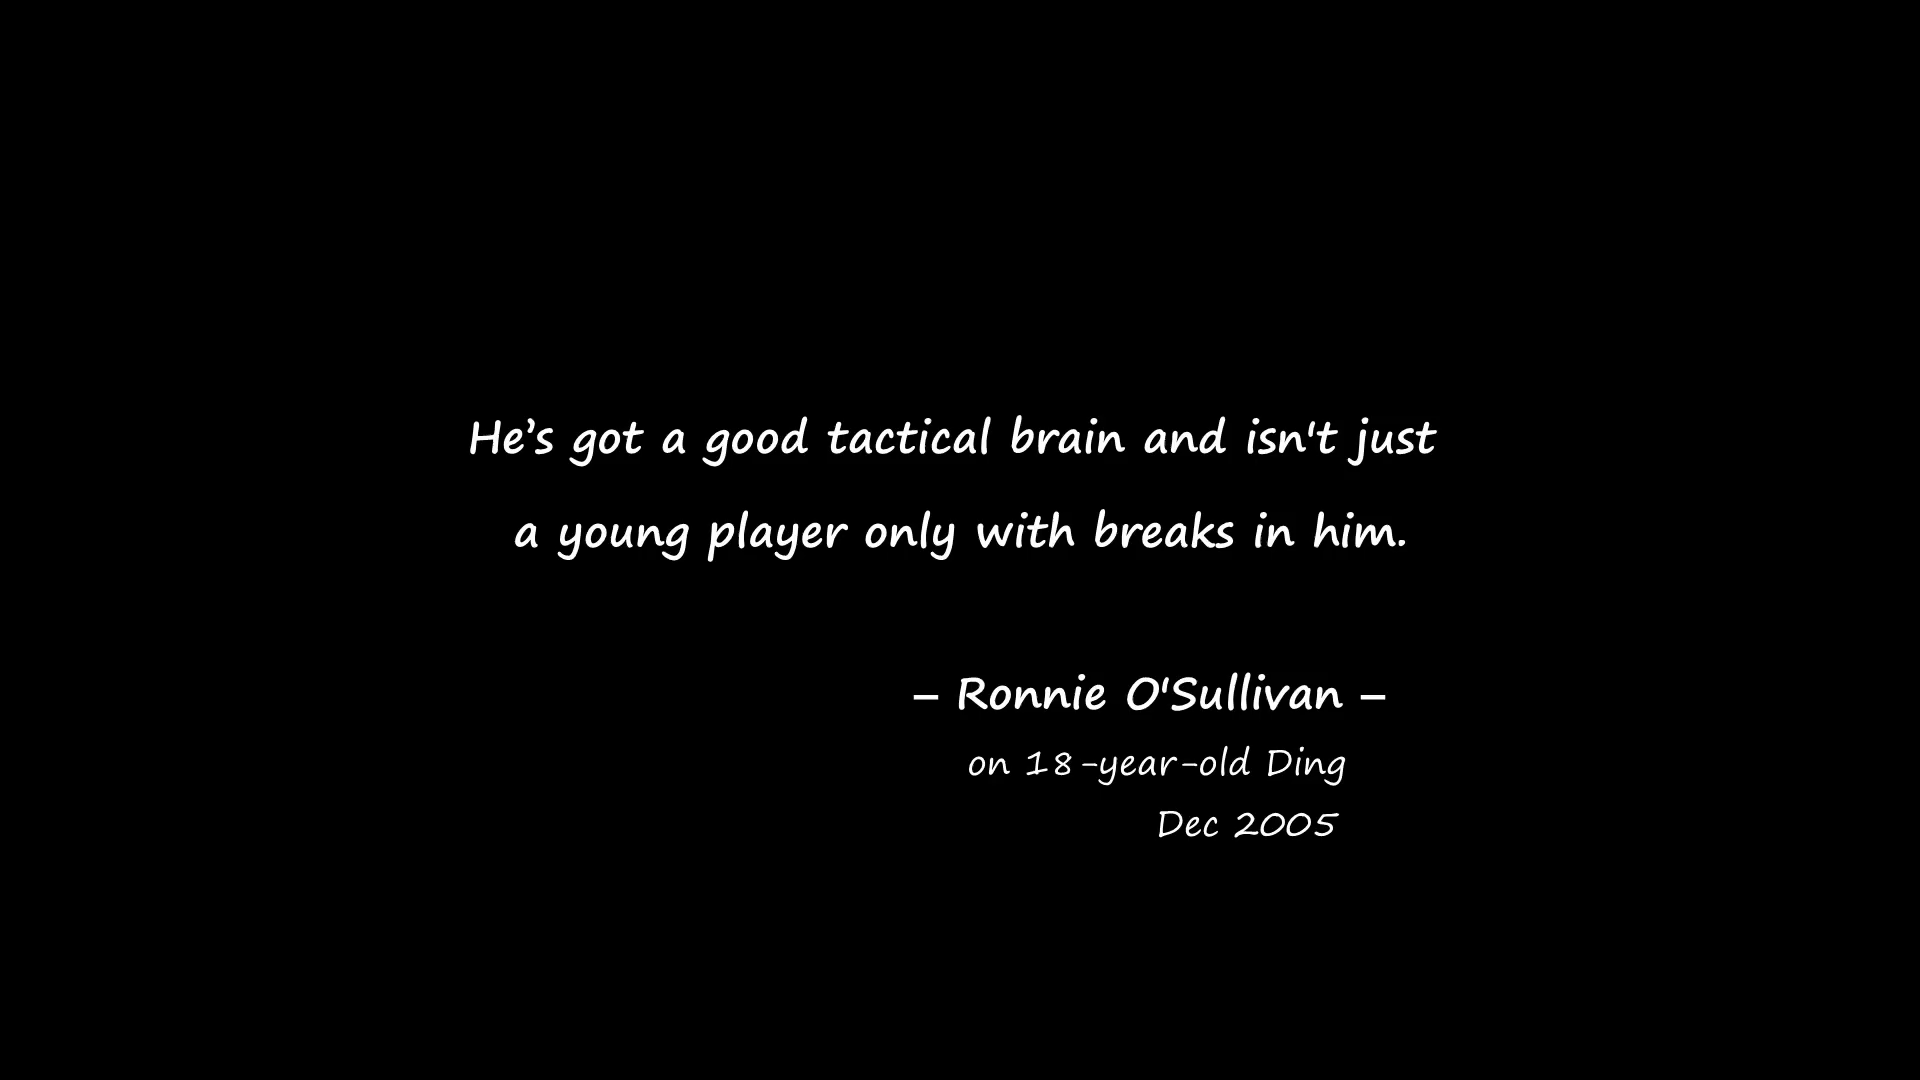 He’s got a good tactical brain and isn't just
a young player only with breaks in him.
– Ronnie O'Sullivan –
on 18-year-old Ding
Dec 2005